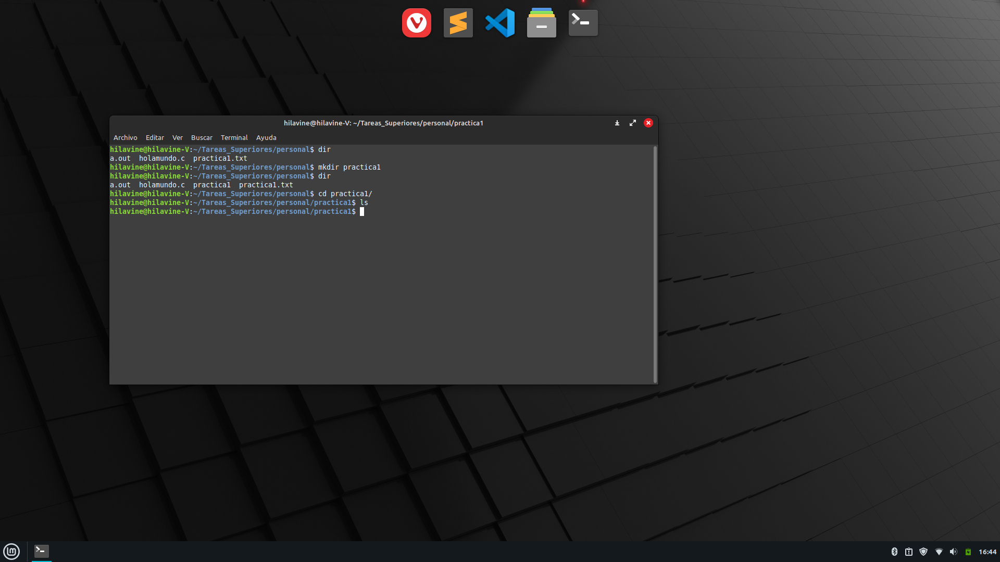 hilavine@hilavine-V: ~/Tareas_Superiores/personal/practica1
Archivo Editar Ver Buscar Terminal Ayuda
hilavine@hilavine-V:~/Tareas_Superiores/personal$ dir
a.out  holamundo.c  practica1.txt
hilavine@hilavine-V:~/Tareas_Superiores/personal$ mkdir practica1
hilavine@hilavine-V:~/Tareas_Superiores/personal$ dir
a.out  holamundo.c  practica1  practica1.txt
hilavine@hilavine-V:~/Tareas_Superiores/personal$ cd practica1/
hilavine@hilavine-V:~/Tareas_Superiores/personal/practica1$ ls
hilavine@hilavine-V:~/Tareas_Superiores/personal/practica1$
16:44